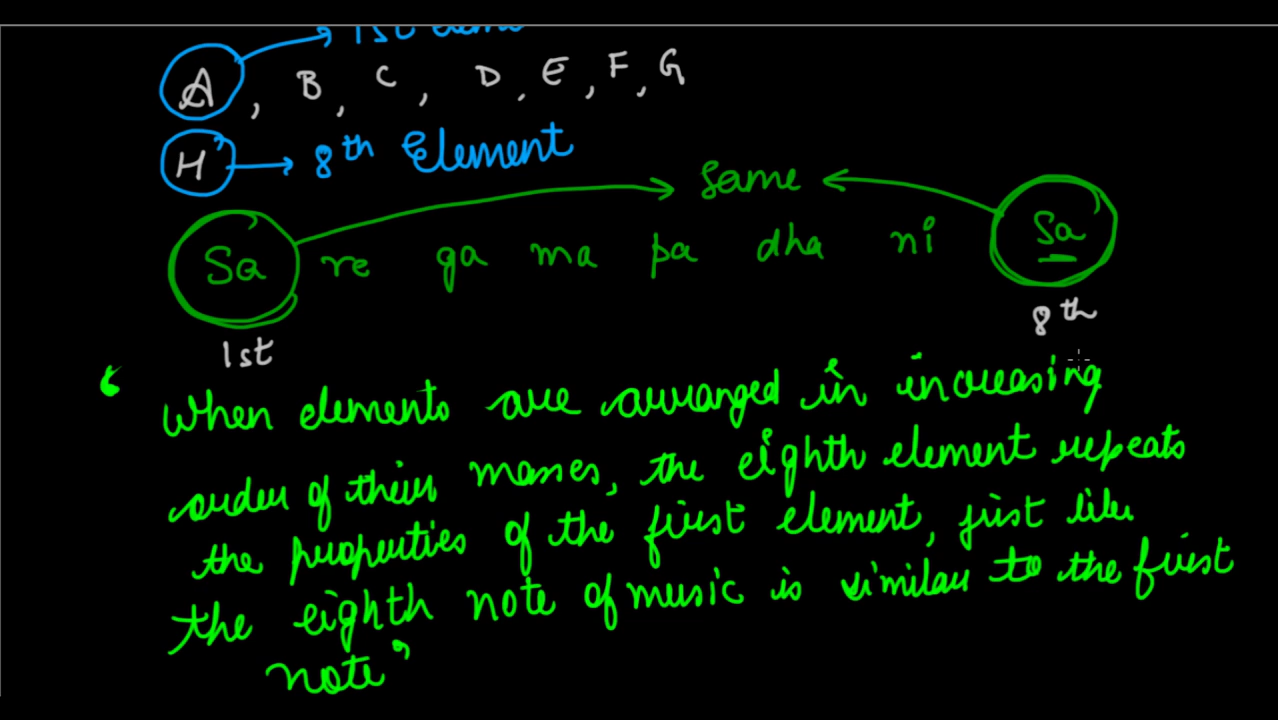 1st
A, B, C, D, E, F, G
H → 8th Element
Same
Sa re ga ma pa dha ni Sa
1st 8th
" When elements are arranged in increasing
order of their masses, the eighth element repeats
the properties of the first element, just like
the eighth note of music is similar to the first
note"